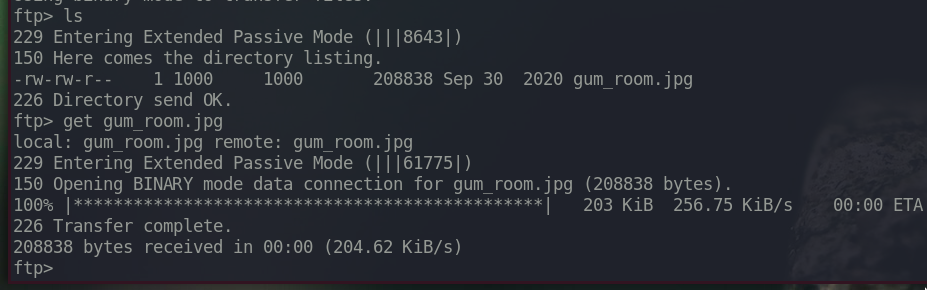 ftp> ls
229 Entering Extended Passive Mode (|||8643|)
150 Here comes the directory listing.
-rw-rw-r--    1 1000     1000       208838 Sep 30  2020 gum_room.jpg
226 Directory send OK.
ftp> get gum_room.jpg
local: gum_room.jpg remote: gum_room.jpg
229 Entering Extended Passive Mode (|||61775|)
150 Opening BINARY mode data connection for gum_room.jpg (208838 bytes).
100% |************************************************|   203 KiB  256.75 KiB/s    00:00 ETA
226 Transfer complete.
208838 bytes received in 00:00 (204.62 KiB/s)
ftp>